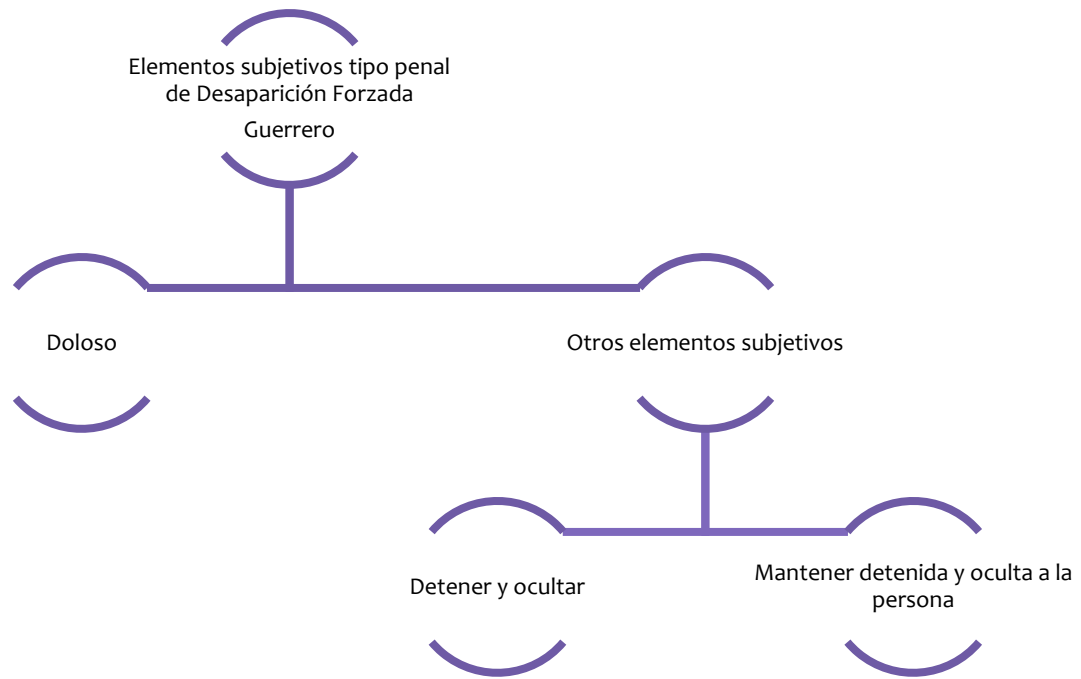 Elementos subjetivos tipo penal
de Desaparición Forzada
Guerrero
Doloso
Otros elementos subjetivos
Detener y ocultar
Mantener detenida y oculta a la
persona